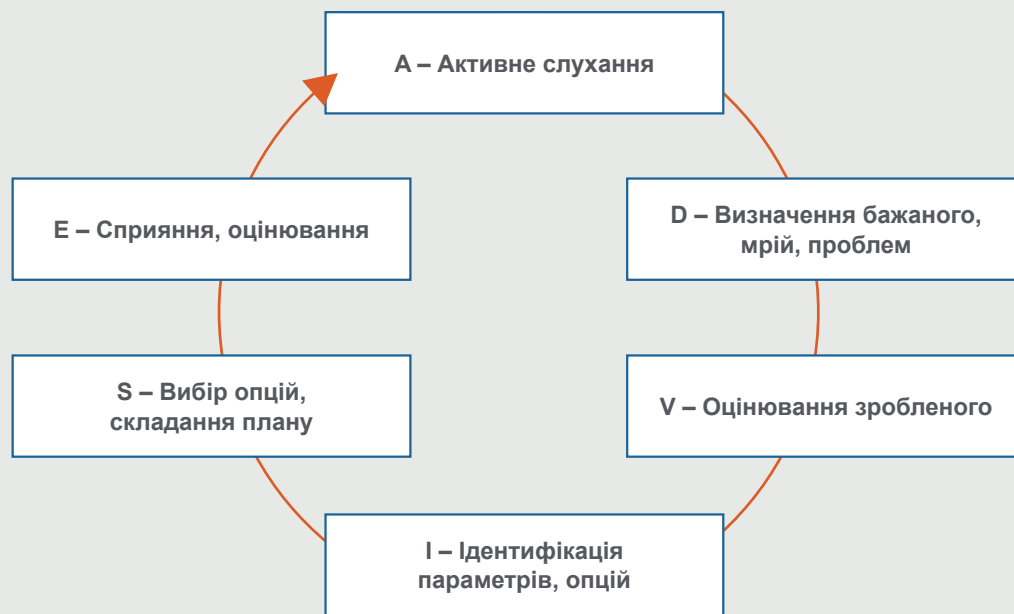 A – Активне слухання
D – Визначення бажаного,
мрій, проблем
V – Оцінювання зробленого
I – Ідентифікація
параметрів, опцій
S – Вибір опцій,
складання плану
E – Сприяння, оцінювання